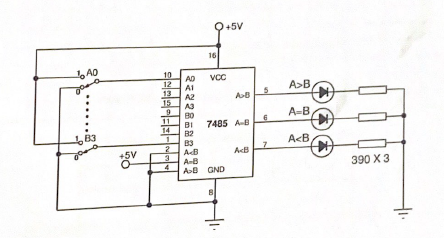 +5V
16
VCC
1 A0
0
1
B3
0
+5V
10 A0
12 A1
13 A2
15 A3
9 B0
11 B1
14 B2
1 B3
2 A<B
3 A=B
4 A>B
7485
GND
8
A>B 5 A>B
A=B 6 A=B
A<B 7 A<B
390 X 3